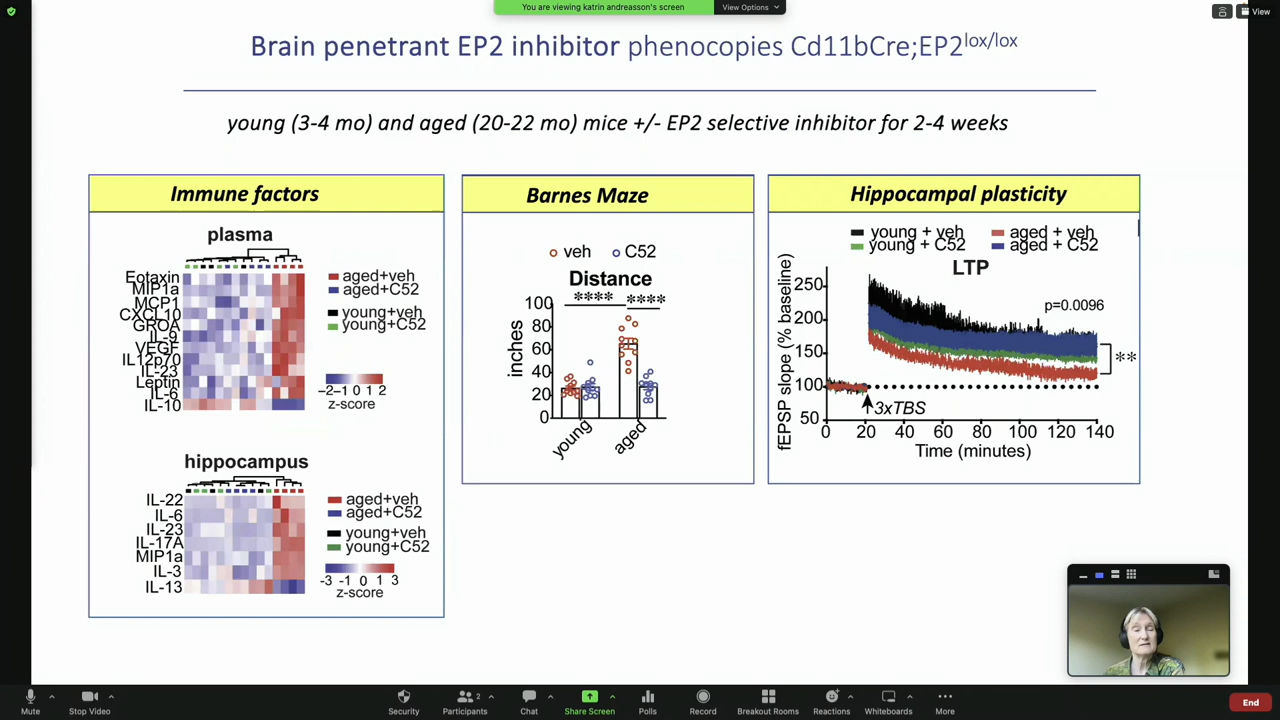 You are viewing katrin andreasson's screen
View Options
View
Brain penetrant EP2 inhibitor phenocopies Cd11bCre;EP2lox/lox
young (3-4 mo) and aged (20-22 mo) mice +/- EP2 selective inhibitor for 2-4 weeks
Immune factors
plasma
Eotaxin
MIP1a
MCP1
CXCL10
GROA
IL-9
VEGF
IL12p70
IL-23
Leptin
IL-6
IL-10
aged+veh
aged+C52
young+veh
young+C52
-2 -1 0 1 2
z-score
hippocampus
IL-22
IL-6
IL-23
IL-17A
MIP1a
IL-3
IL-13
aged+veh
aged+C52
young+veh
young+C52
-3 -1 0 1 3
z-score
Barnes Maze
veh C52
Distance
**** ****
inches
100
80
60
40
20
0
young
aged
Hippocampal plasticity
young + veh
aged + veh
young + C52
aged + C52
LTP
fEPSP slope (% baseline)
250
200
150
100
50
p=0.0096
**
3xTBS
0 20 40 60 80 100 120 140
Time (minutes)
Mute
Stop Video
Security
Participants
2
Chat
Share Screen
Polls
Record
Breakout Rooms
Reactions
Whiteboards
More
End